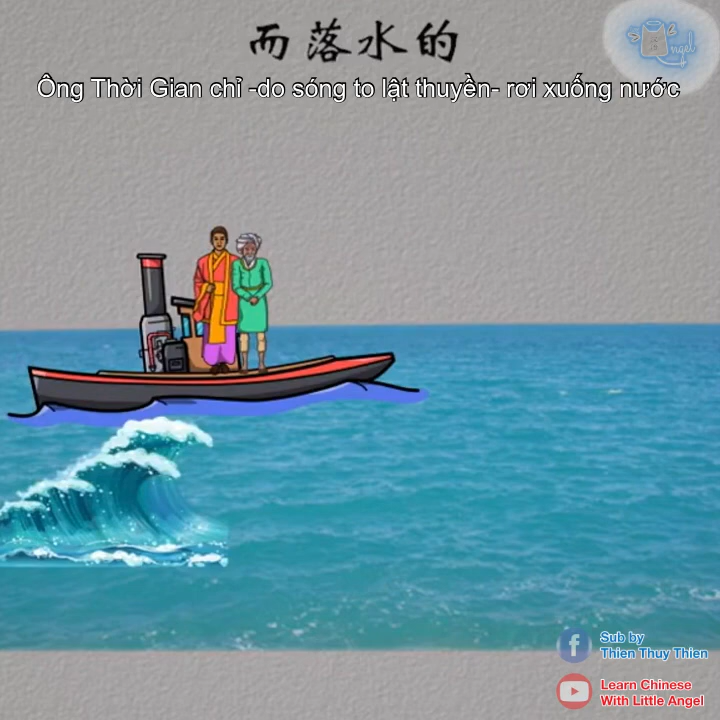 而落水的
Ông Thời Gian chỉ -do sóng to lật thuyền- rơi xuống nước
Angel
Sub by
Thien Thuy Thien
Learn Chinese
With Little Angel